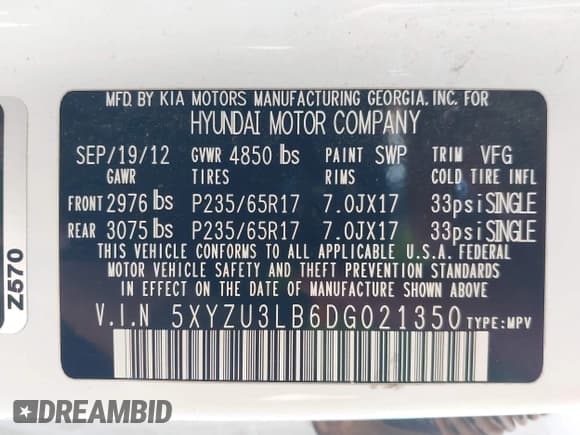 MFD. BY KIA MOTORS MANUFACTURING GEORGIA, INC. FOR
HYUNDAI MOTOR COMPANY
SEP/19/12 GVWR 4850 lbs PAINT SWP TRIM VFG
GAWR TIRES RIMS COLD TIRE INFL
FRONT 2976 lbs P235/65R17 7.0JX17 33psi SINGLE
REAR 3075 lbs P235/65R17 7.0JX17 33psi SINGLE
THIS VEHICLE CONFORMS TO ALL APPLICABLE U.S.A. FEDERAL
MOTOR VEHICLE SAFETY AND THEFT PREVENTION STANDARDS
IN EFFECT ON THE DATE OF MANUFACTURE SHOWN ABOVE.
V.I.N 5XYZU3LB6DG021350 TYPE:MPV
Z570
DREAMBID